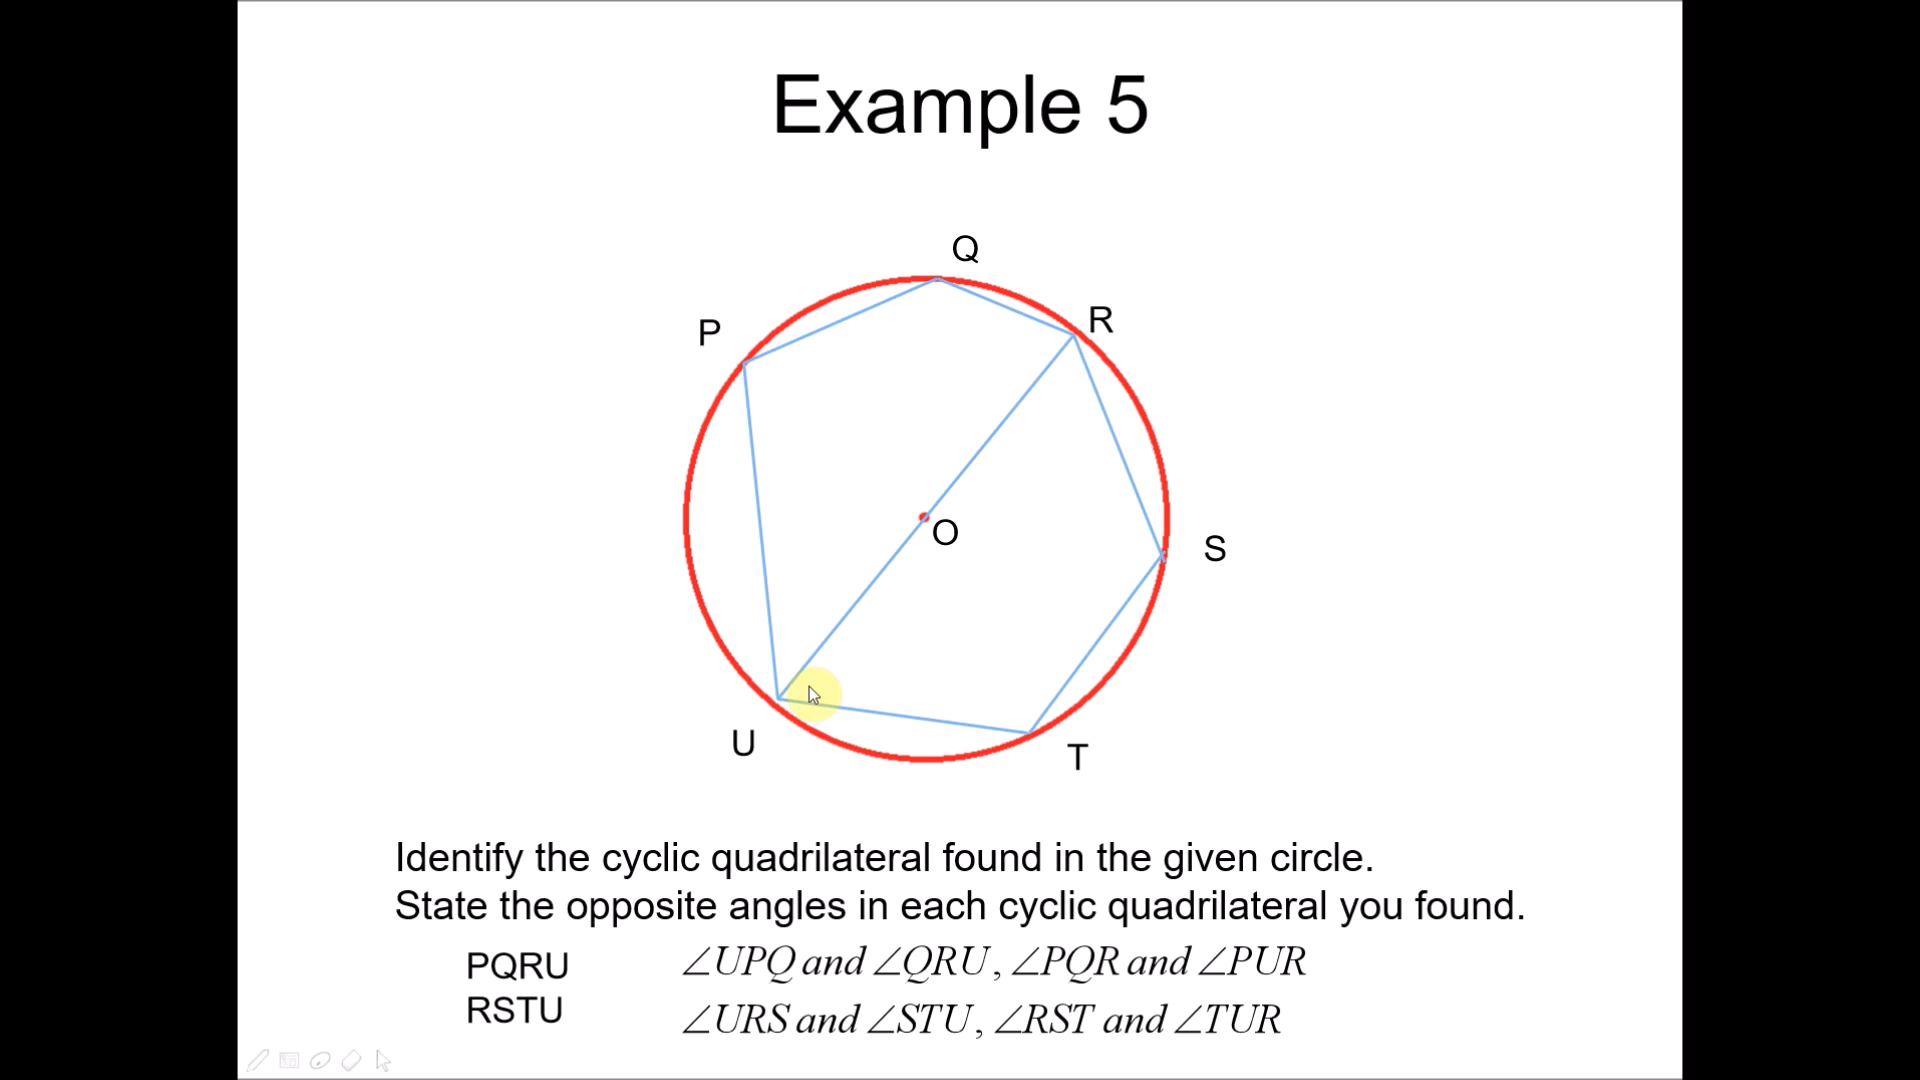 Example 5
Q
R
P
O
S
U
T
Identify the cyclic quadrilateral found in the given circle.
State the opposite angles in each cyclic quadrilateral you found.
PQRU ∠UPQ and ∠QRU, ∠PQR and ∠PUR
RSTU ∠URS and ∠STU, ∠RST and ∠TUR